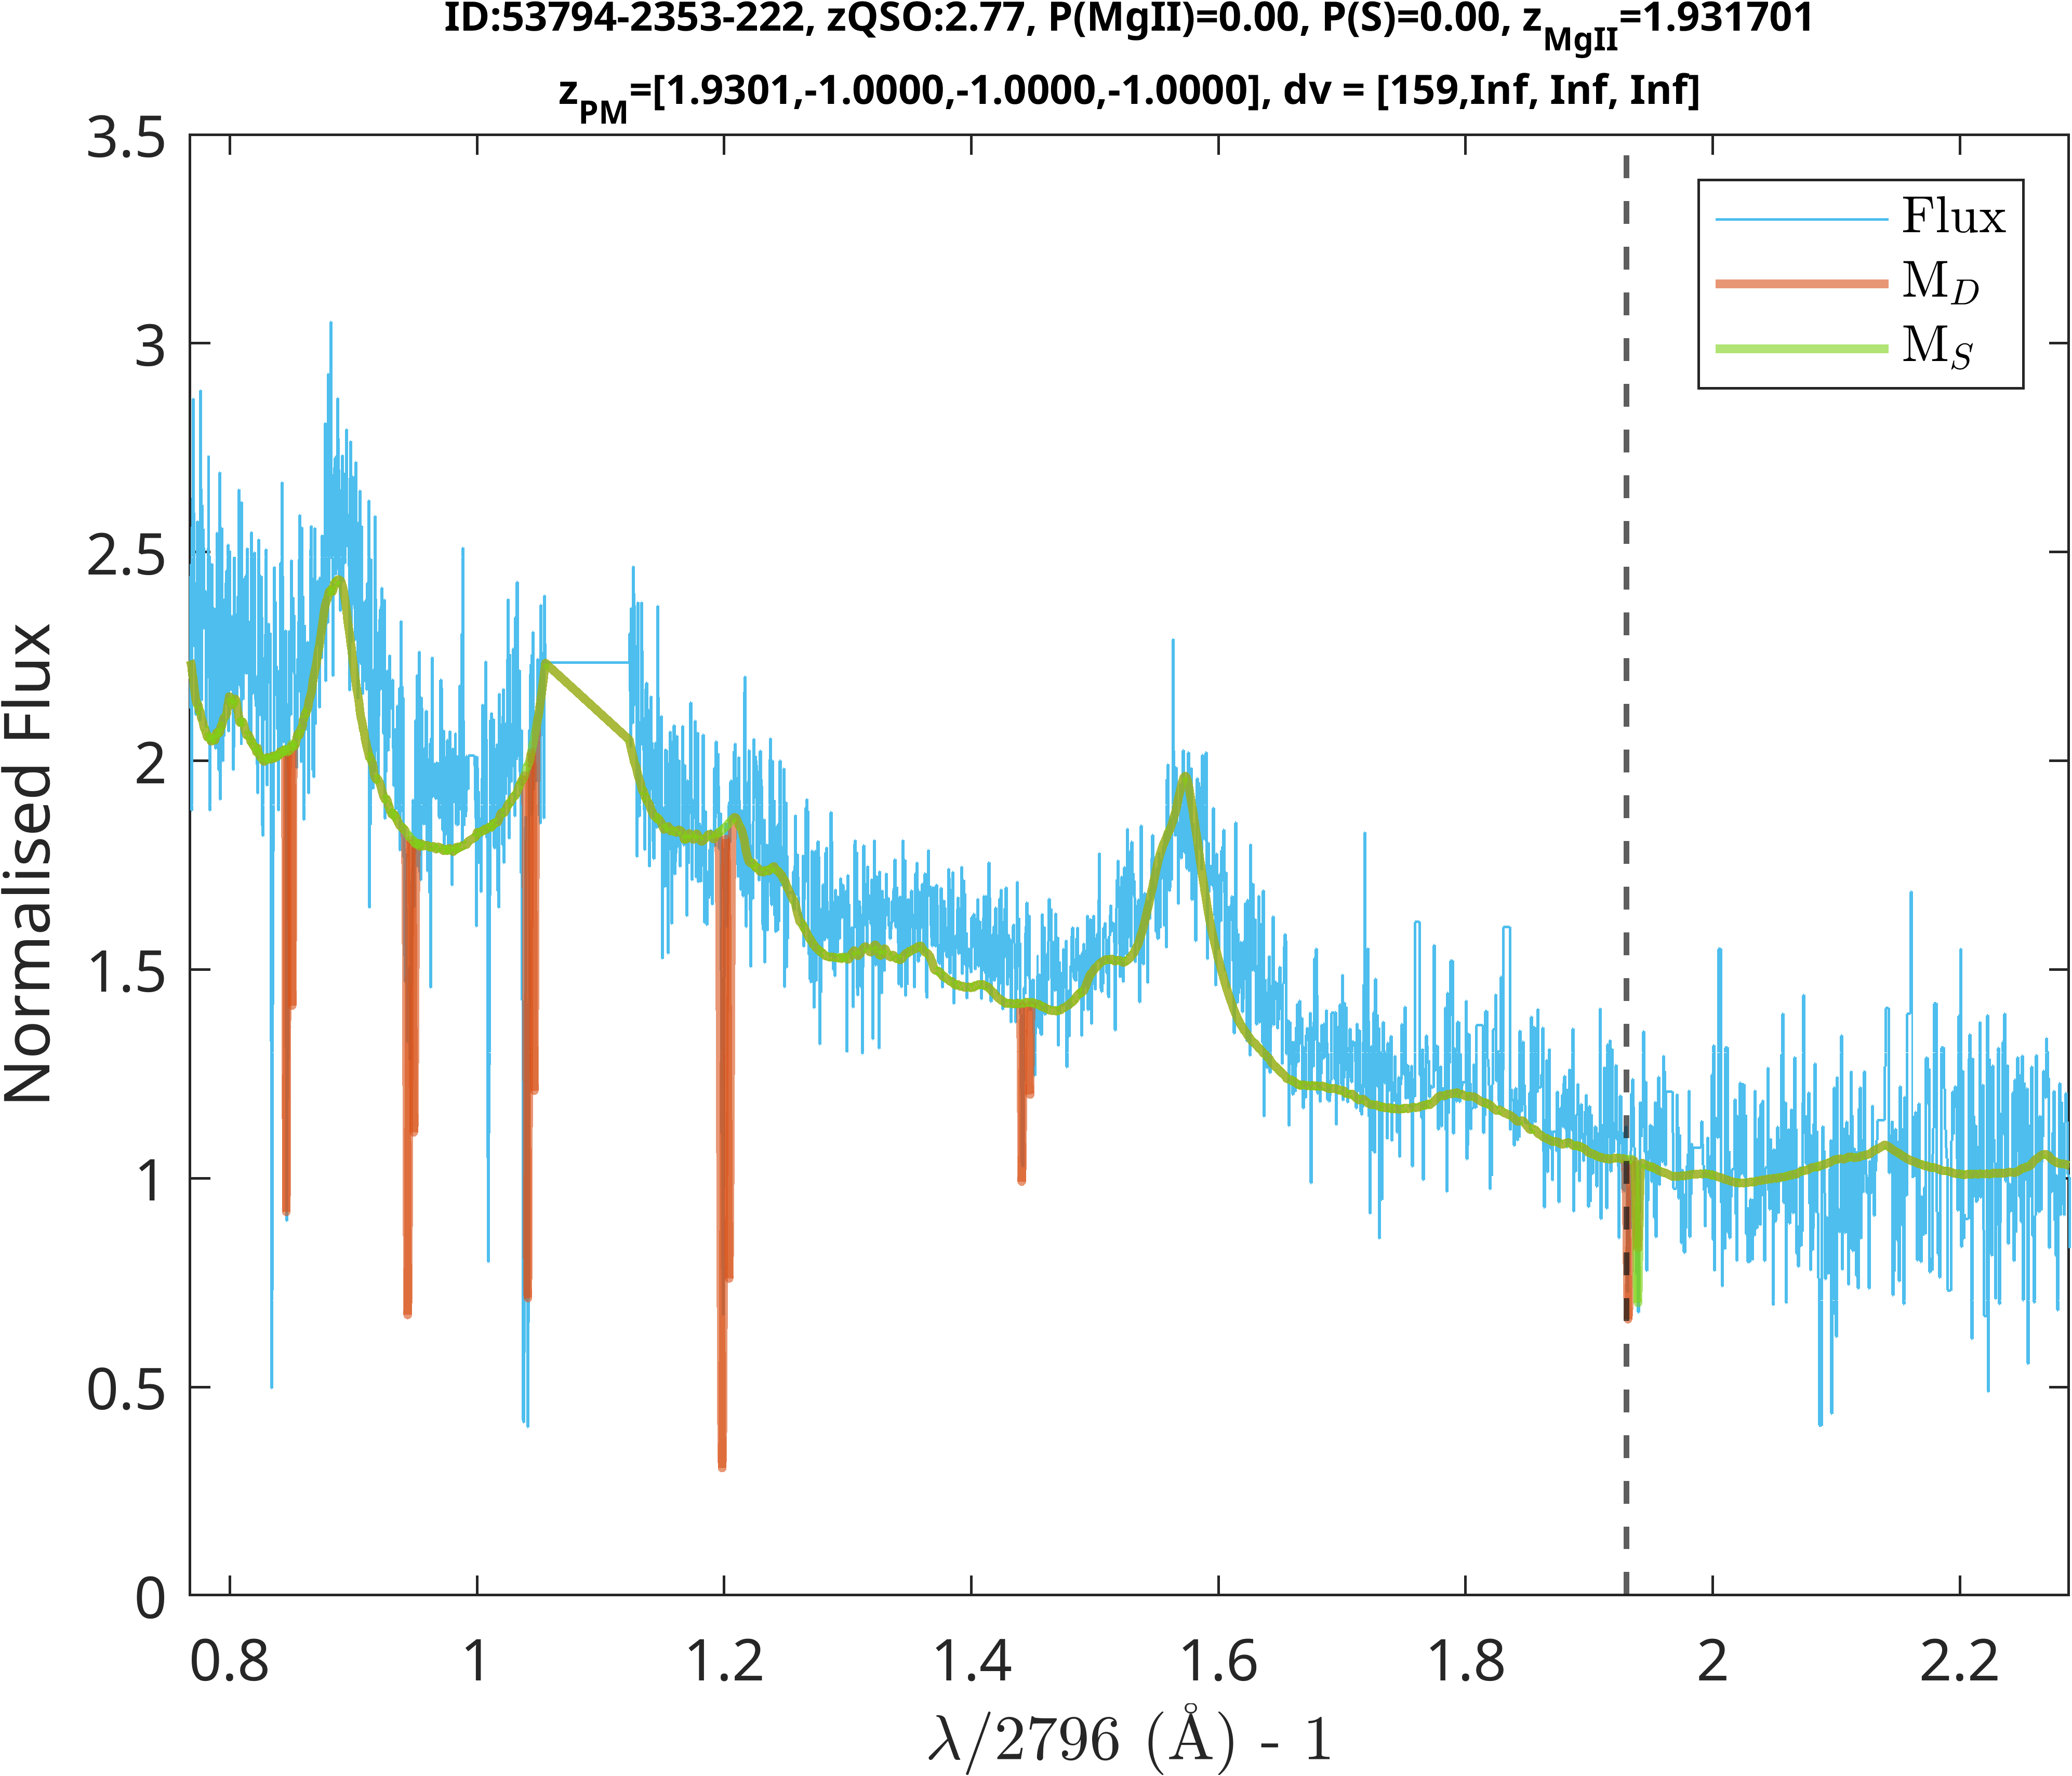 ID:53794-2353-222, zQSO:2.77, P(MgII)=0.00, P(S)=0.00, zMgII=1.931701
zPM=[1.9301,-1.0000,-1.0000,-1.0000], dv = [159,Inf, Inf, Inf]
3.5
3
2.5
2
1.5
1
0.5
0
Normalised Flux
Flux
MD
MS
0.8
1
1.2
1.4
1.6
1.8
2
2.2
λ/2796 (Å) - 1